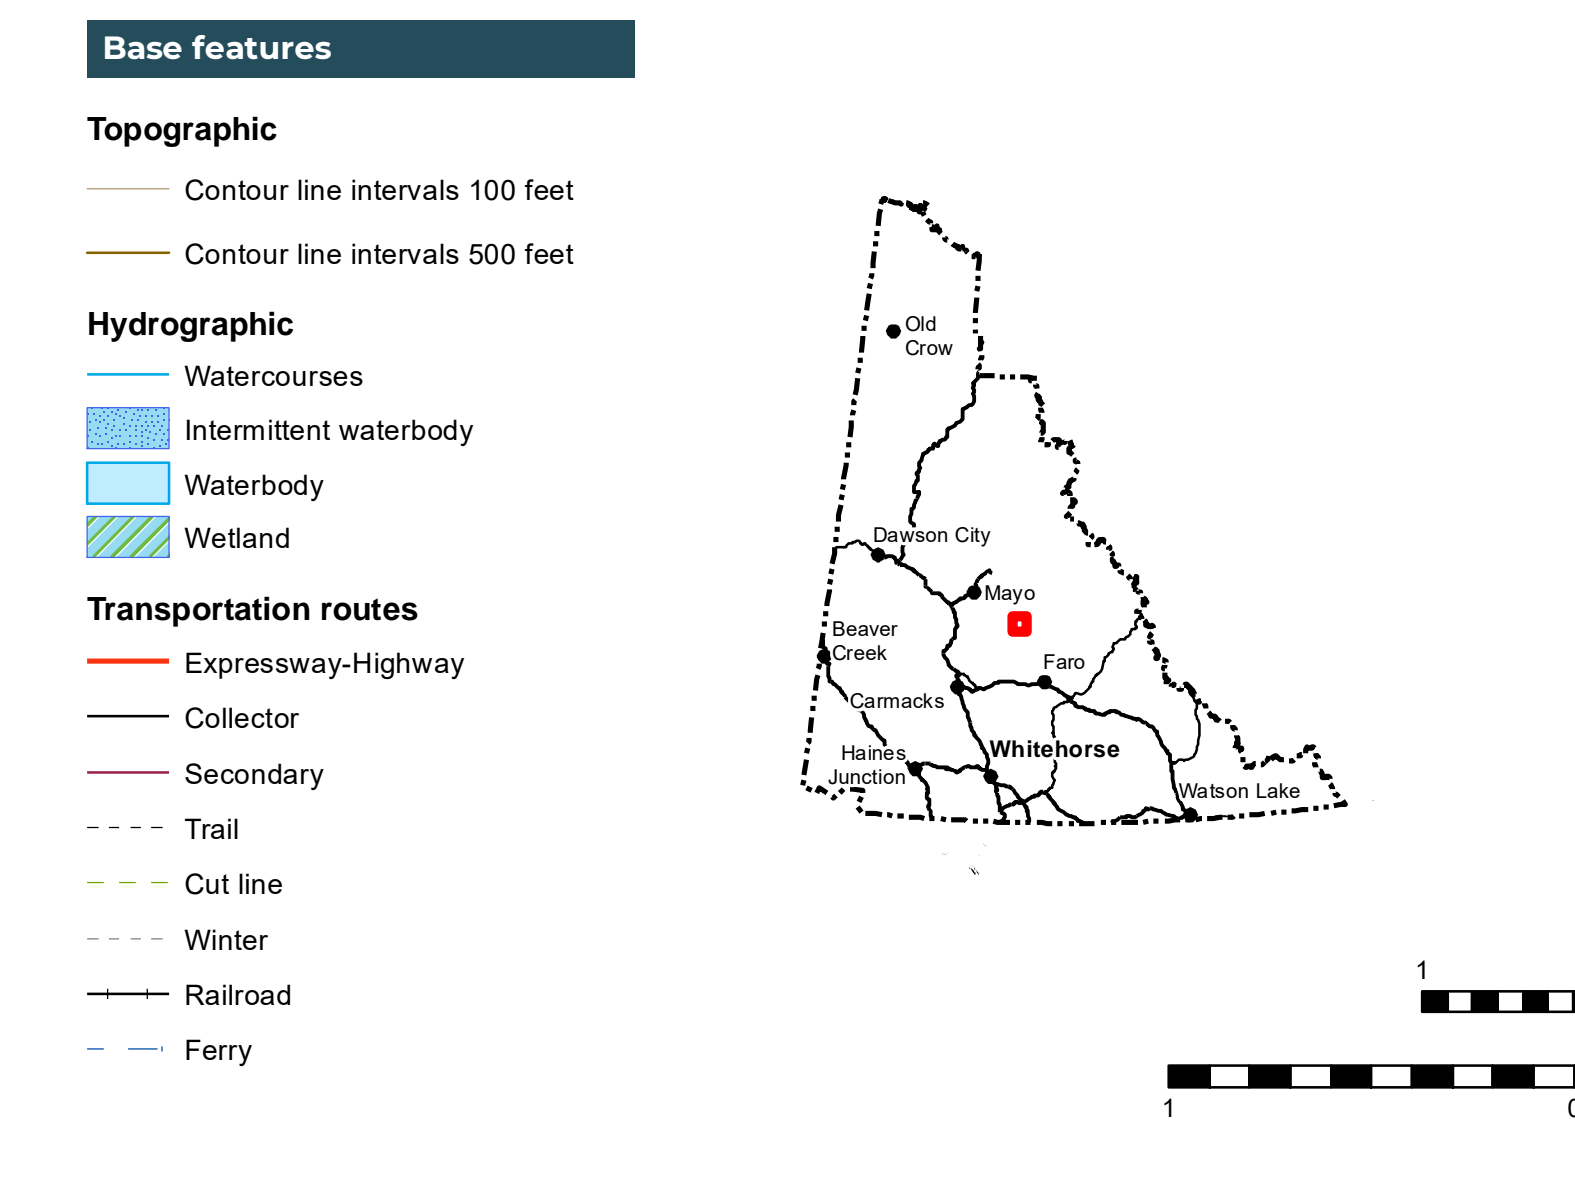 Base features
Topographic
Contour line intervals 100 feet
Contour line intervals 500 feet
Hydrographic
Watercourses
Intermittent waterbody
Waterbody
Wetland
Transportation routes
Expressway-Highway
Collector
Secondary
Trail
Cut line
Winter
Railroad
Ferry
Old
Crow
Dawson City
Mayo
Beaver
Creek
Faro
Carmacks
Whitehorse
Haines
Junction
Watson Lake
1
1